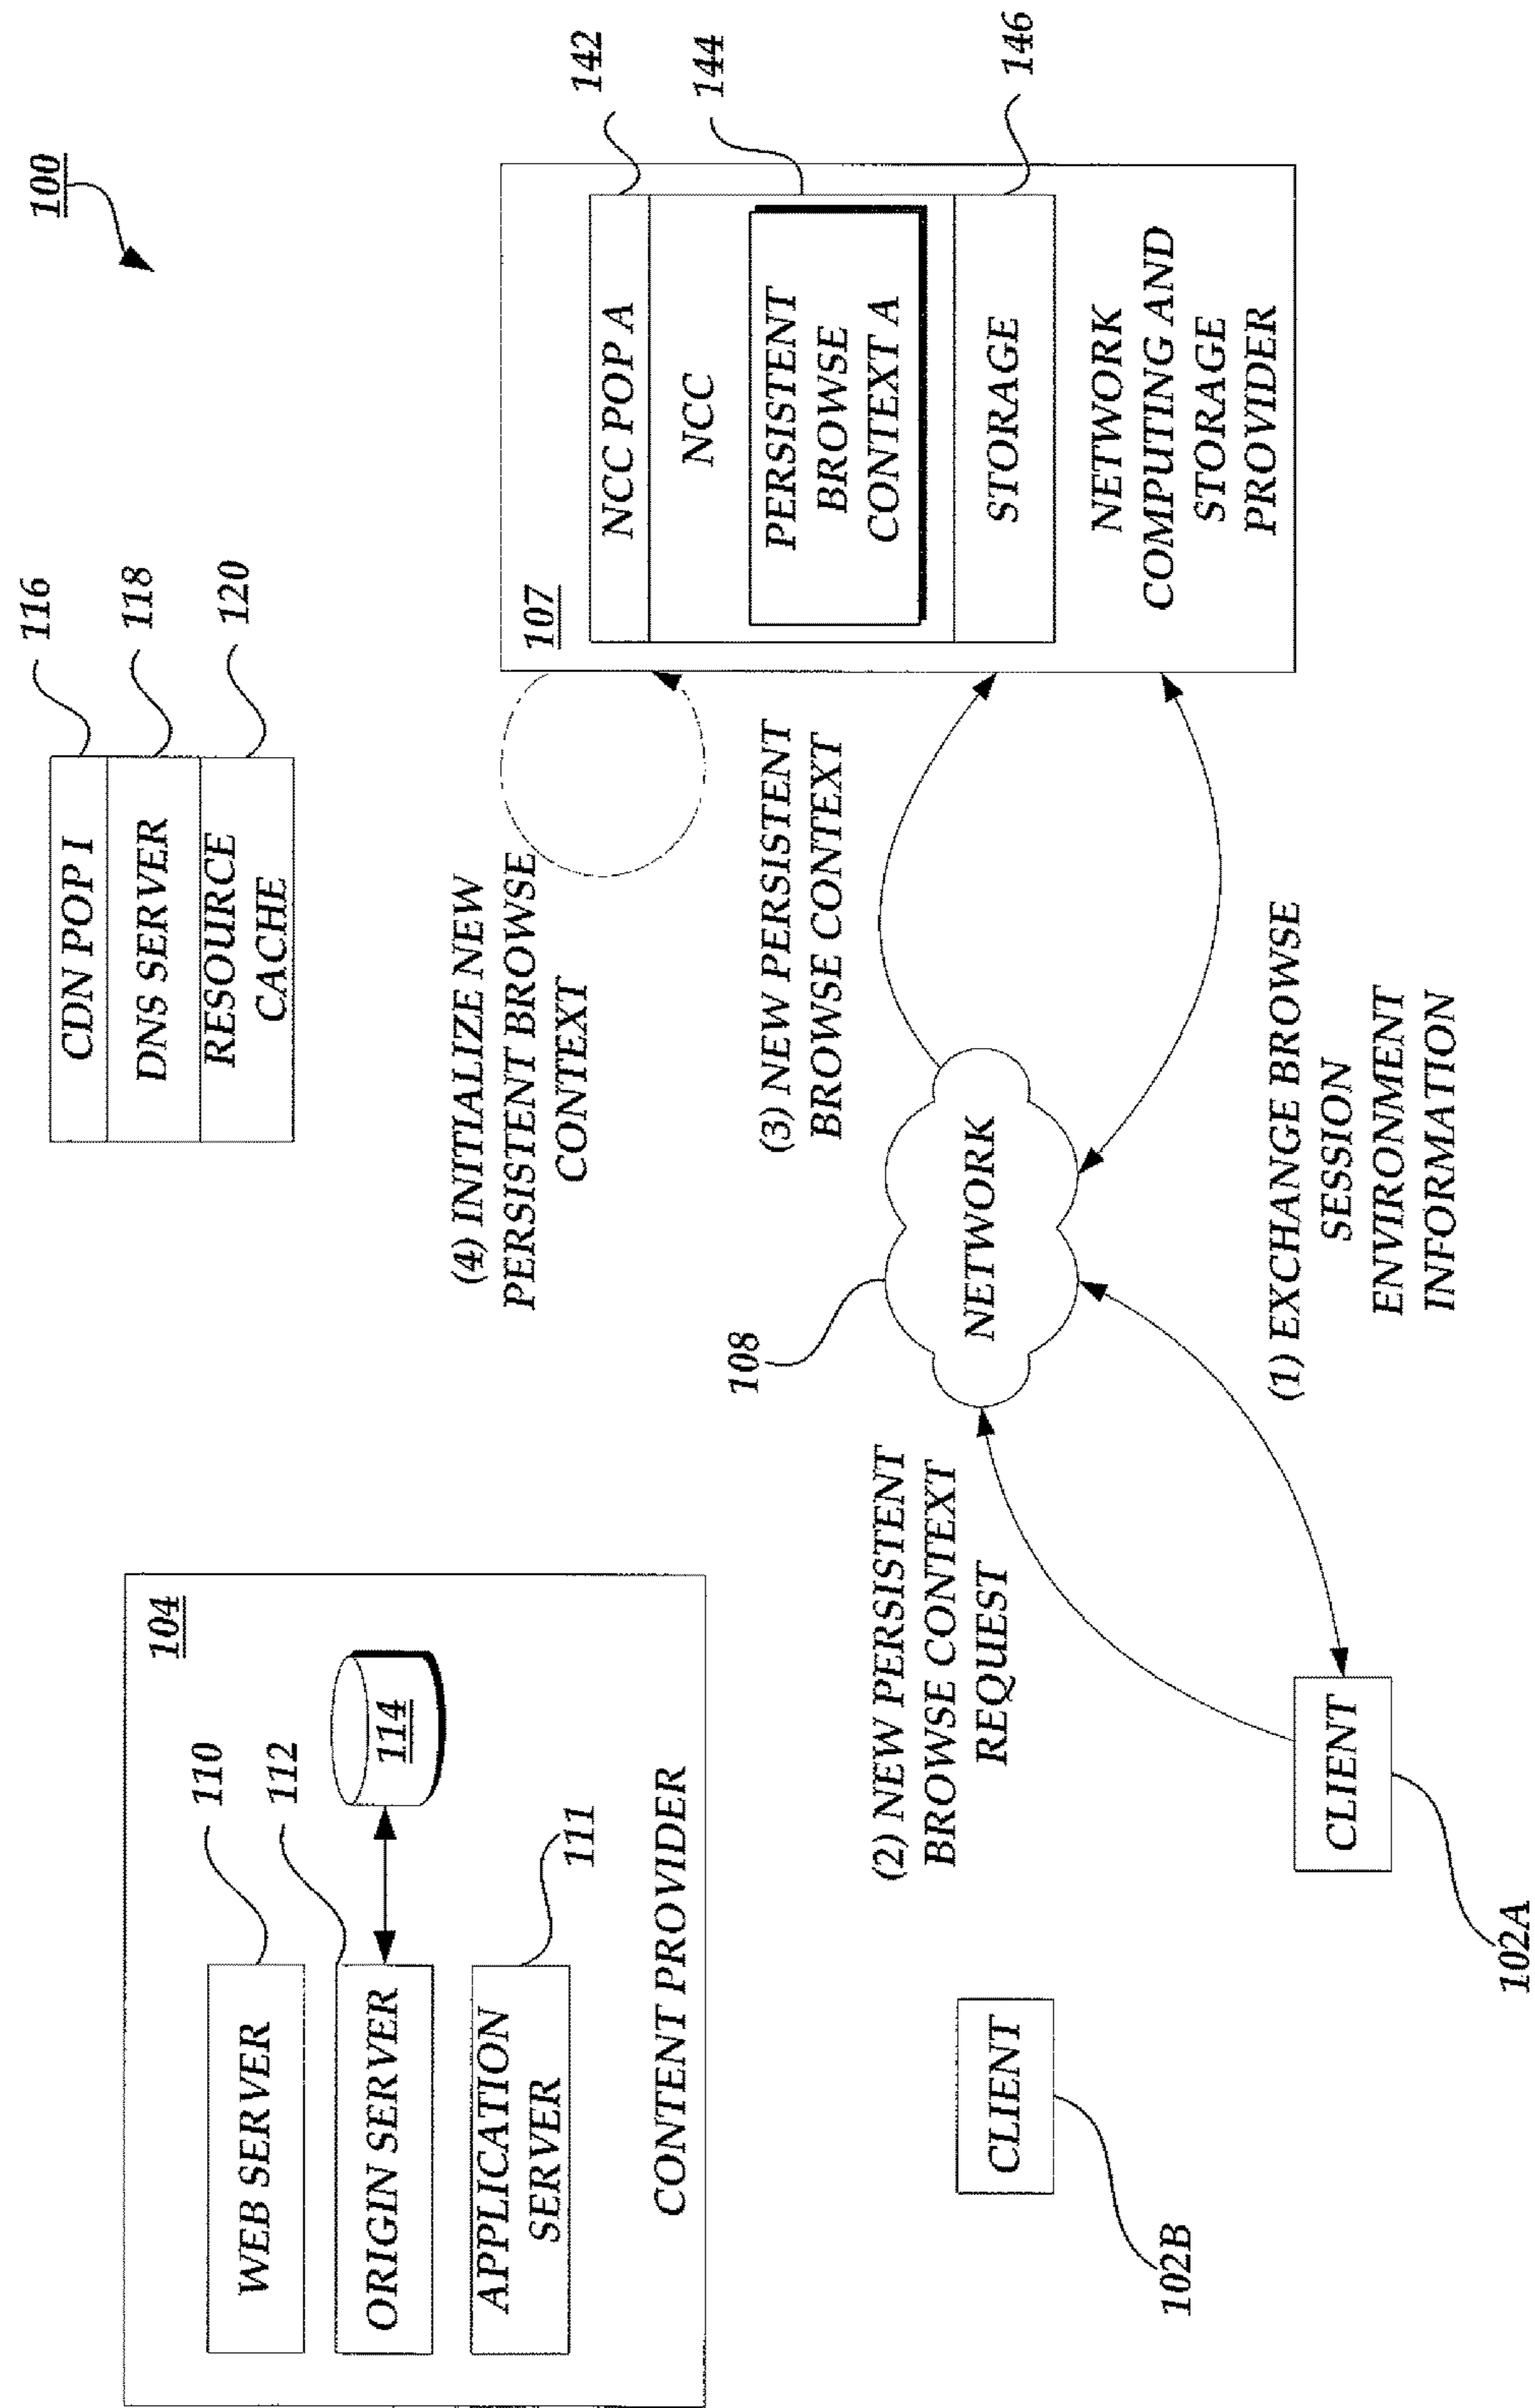 100
104
WEB SERVER
110
ORIGIN SERVER
112
114
APPLICATION
SERVER
111
CONTENT PROVIDER
CDN POP I
116
DNS SERVER
118
RESOURCE
CACHE
120
(4) INITIALIZE NEW
PERSISTENT BROWSE
CONTEXT
107
NCC POP A
142
NCC
144
PERSISTENT
BROWSE
CONTEXT A
STORAGE
146
NETWORK
COMPUTING AND
STORAGE
PROVIDER
(3) NEW PERSISTENT
BROWSE CONTEXT
108
NETWORK
(2) NEW PERSISTENT
BROWSE CONTEXT
REQUEST
(1) EXCHANGE BROWSE
SESSION
ENVIRONMENT
INFORMATION
CLIENT
102B
CLIENT
102A